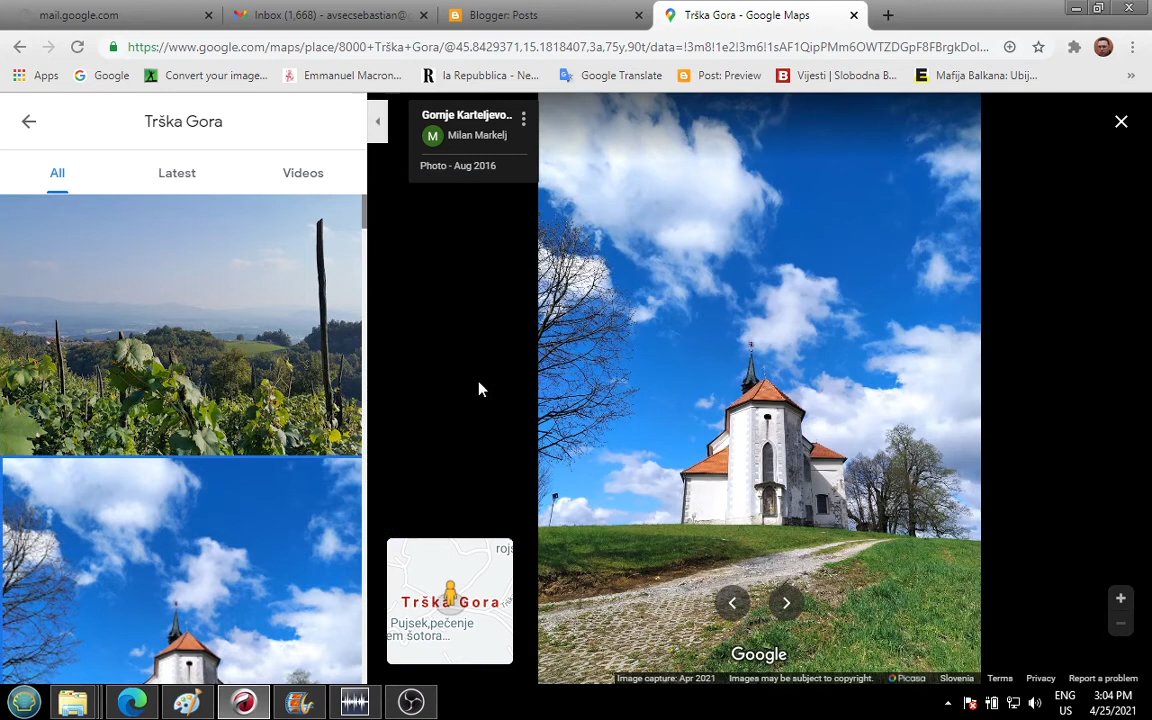 mail.google.com
Inbox (1,668) - avsecsebastian@
Blogger: Posts
Trška Gora - Google Maps
https://www.google.com/maps/place/8000+Trška+Gora/@45.8429371,15.1818407,3a,75y,90t/data=!3m8!1e2!3m6!1sAF1QipPMm6OWTZDGpF8FBrgkDoI...
Apps
Google
Convert your image...
Emmanuel Macron...
la Repubblica - Ne...
Google Translate
Post: Preview
Vijesti | Slobodna B...
Mafija Balkana: Ubij...
Trška Gora
All
Latest
Videos
Gornje Karteljevo..
M
Milan Markelj
Photo - Aug 2016
rojs
Trška Gora
Pujsek,pečenje
em šotora...
Google
Image capture: Apr 2021
Images may be subject to copyright.
Picasa
Slovenia
Terms
Privacy
Report a problem
ENG
US
3:04 PM
4/25/2021